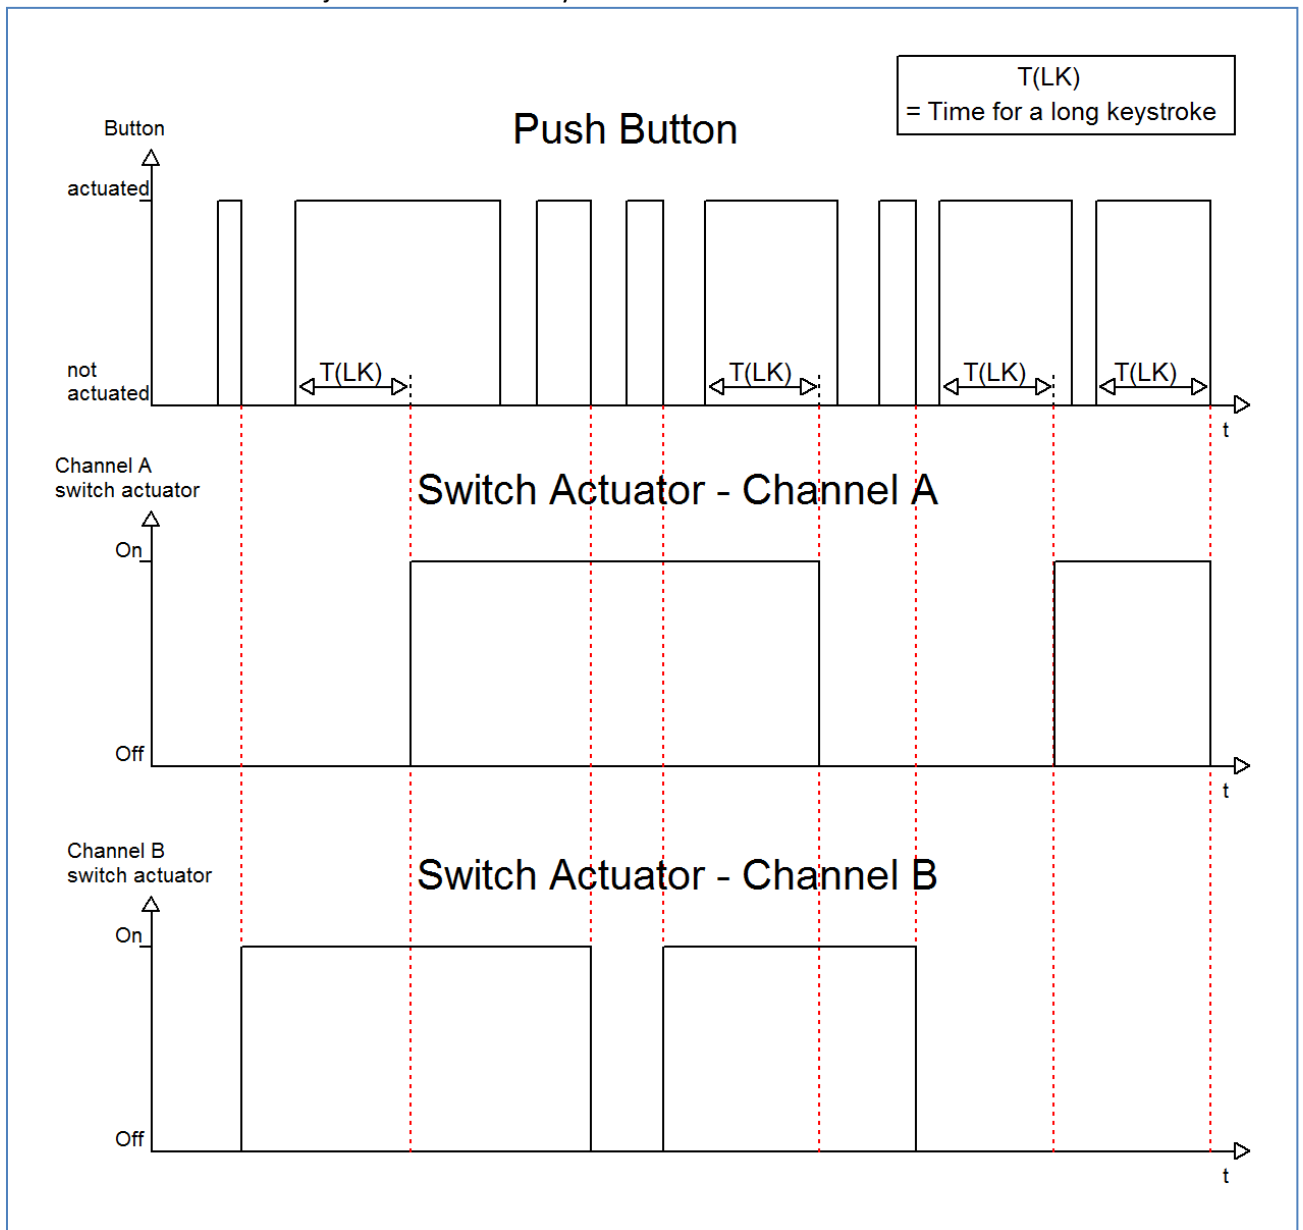 T(LK)
= Time for a long keystroke
Push Button
Button
actuated
not
actuated
T(LK)
T(LK)
T(LK)
T(LK)
t
Channel A
switch actuator
Switch Actuator - Channel A
On
Off
t
Channel B
switch actuator
Switch Actuator - Channel B
On
Off
t